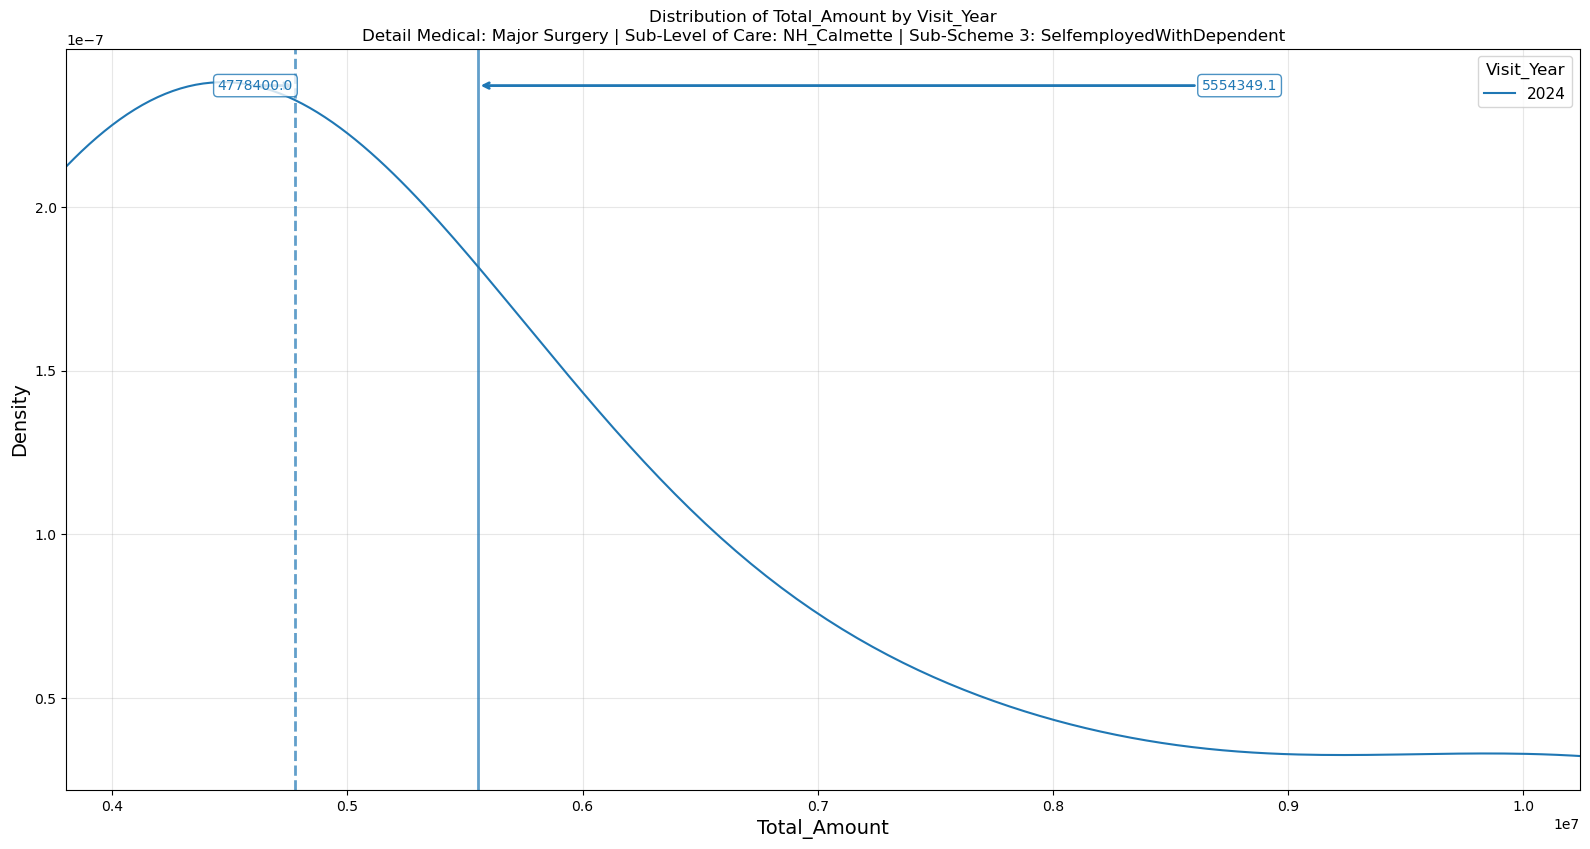 Distribution of Total_Amount by Visit_Year
Detail Medical: Major Surgery | Sub-Level of Care: NH_Calmette | Sub-Scheme 3: SelfemployedWithDependent
1e−7
4778400.0
5554349.1
Visit_Year
2024
2.0
1.5
1.0
0.5
Density
0.4 0.5 0.6 0.7 0.8 0.9 1.0
1e7
Total_Amount